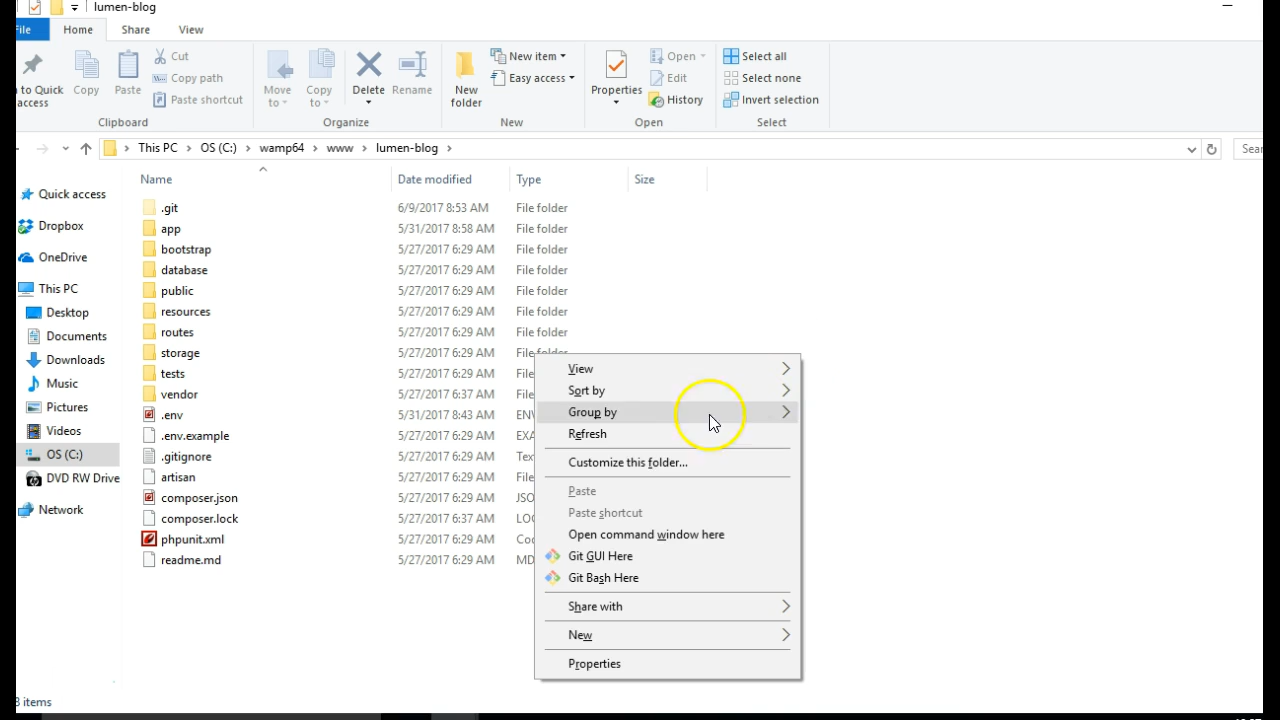 lumen-blog
File Home Share View
Cut
Copy path
Paste shortcut
Copy
Paste
to Quick
access
Clipboard
Move
to
Copy
to
Delete
Rename
Organize
New
folder
New item
Easy access
New
Properties
Open
Edit
History
Open
Select all
Select none
Invert selection
Select
This PC > OS (C:) > wamp64 > www > lumen-blog >
Sear
Name Date modified Type Size
Quick access
Dropbox
OneDrive
This PC
Desktop
Documents
Downloads
Music
Pictures
Videos
OS (C:)
DVD RW Drive
Network
.git 6/9/2017 8:53 AM File folder
app 5/31/2017 8:58 AM File folder
bootstrap 5/27/2017 6:29 AM File folder
database 5/27/2017 6:29 AM File folder
public 5/27/2017 6:29 AM File folder
resources 5/27/2017 6:29 AM File folder
routes 5/27/2017 6:29 AM File folder
storage 5/27/2017 6:29 AM File folder
tests 5/27/2017 6:29 AM
vendor 5/27/2017 6:37 AM
.env 5/31/2017 8:43 AM EN
.env.example 5/27/2017 6:29 AM EX
.gitignore 5/27/2017 6:29 AM Tex
artisan 5/27/2017 6:29 AM
composer.json 5/27/2017 6:29 AM JSO
composer.lock 5/27/2017 6:37 AM LO
phpunit.xml 5/27/2017 6:29 AM Co
readme.md 5/27/2017 6:29 AM MD
View
Sort by
Group by
Refresh
Customize this folder...
Paste
Paste shortcut
Open command window here
Git GUI Here
Git Bash Here
Share with
New
Properties
items